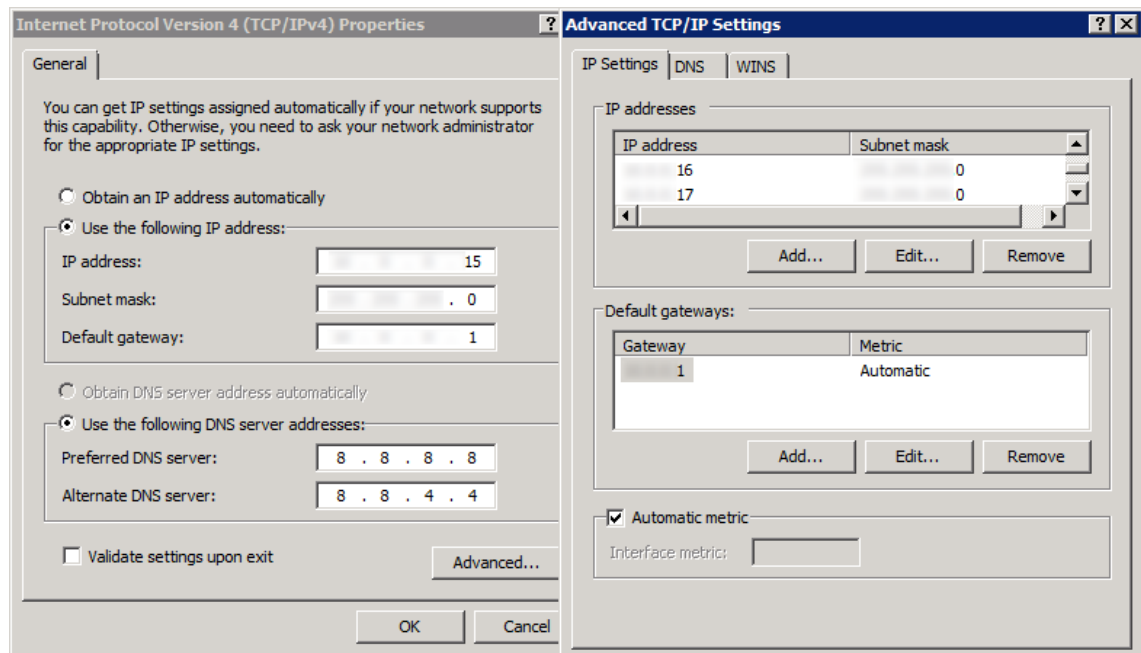 Internet Protocol Version 4 (TCP/IPv4) Properties
?
General
You can get IP settings assigned automatically if your network supports
this capability. Otherwise, you need to ask your network administrator
for the appropriate IP settings.
Obtain an IP address automatically
Use the following IP address:
IP address: 15
Subnet mask: . 0
Default gateway: 1
Obtain DNS server address automatically
Use the following DNS server addresses:
Preferred DNS server: 8 . 8 . 8 . 8
Alternate DNS server: 8 . 8 . 4 . 4
Validate settings upon exit
Advanced...
OK Cancel
Advanced TCP/IP Settings
?
IP Settings DNS WINS
IP addresses
IP address Subnet mask
16 0
17 0
Add... Edit... Remove
Default gateways:
Gateway Metric
1 Automatic
Add... Edit... Remove
Automatic metric
Interface metric: